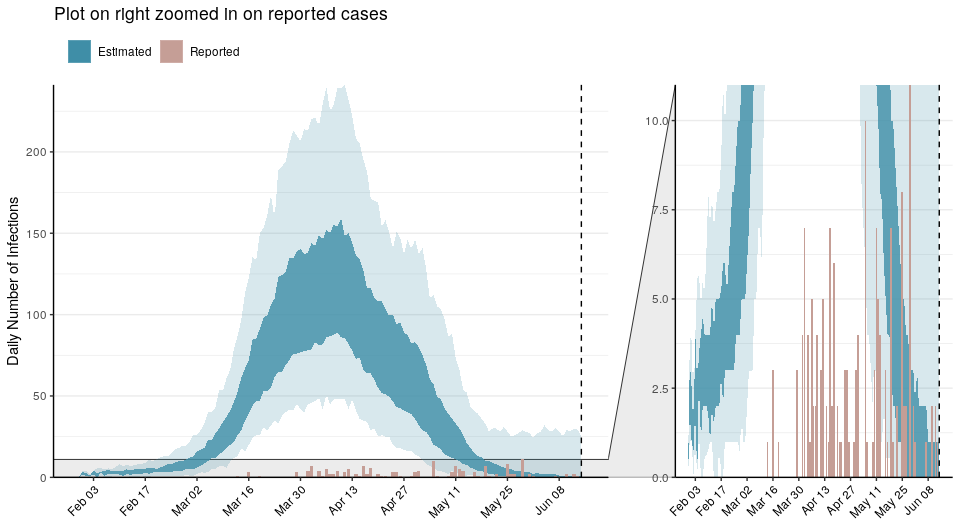 Plot on right zoomed in on reported cases
Estimated Reported
Daily Number of Infections
200
150
100
50
0
Feb 03 Feb 17 Mar 02 Mar 16 Mar 30 Apr 13 Apr 27 May 11 May 25 Jun 08
10.0
7.5
5.0
2.5
0.0
Feb 03 Feb 17 Mar 02 Mar 16 Mar 30 Apr 13 Apr 27 May 11 May 25 Jun 08